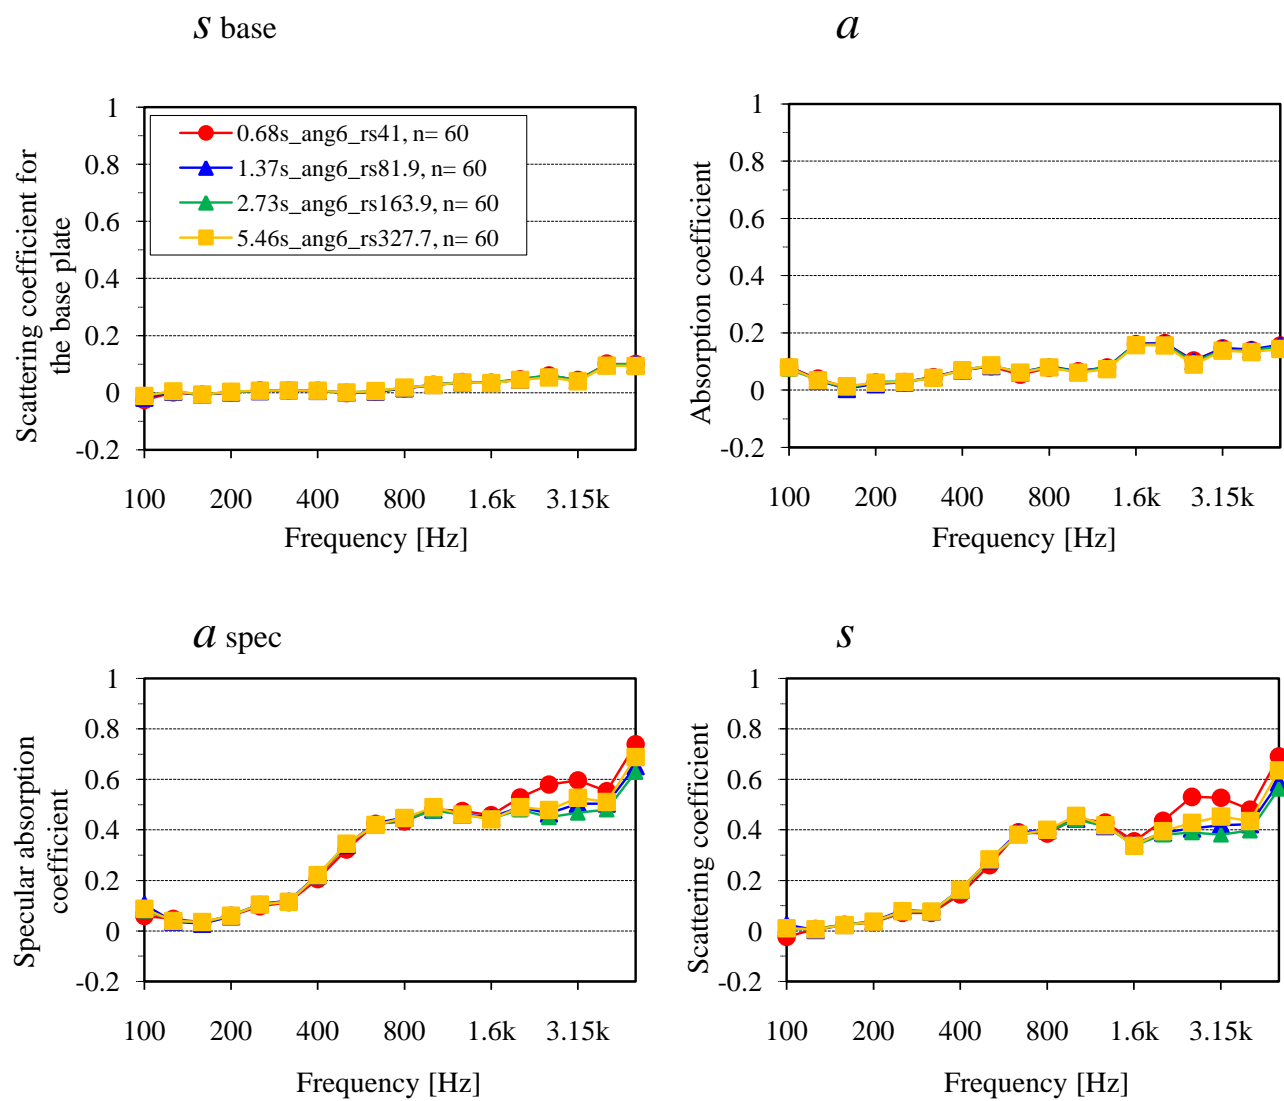 s base
1
0.8
0.6
0.4
0.2
0
-0.2
Scattering coefficient for
the base plate
0.68s_ang6_rs41, n= 60
1.37s_ang6_rs81.9, n= 60
2.73s_ang6_rs163.9, n= 60
5.46s_ang6_rs327.7, n= 60
100 200 400 800 1.6k 3.15k
Frequency [Hz]
a
1
0.8
0.6
0.4
0.2
0
-0.2
Absorption coefficient
100 200 400 800 1.6k 3.15k
Frequency [Hz]
a spec
1
0.8
0.6
0.4
0.2
0
-0.2
Specular absorption
coefficient
100 200 400 800 1.6k 3.15k
Frequency [Hz]
s
1
0.8
0.6
0.4
0.2
0
-0.2
Scattering coefficient
100 200 400 800 1.6k 3.15k
Frequency [Hz]